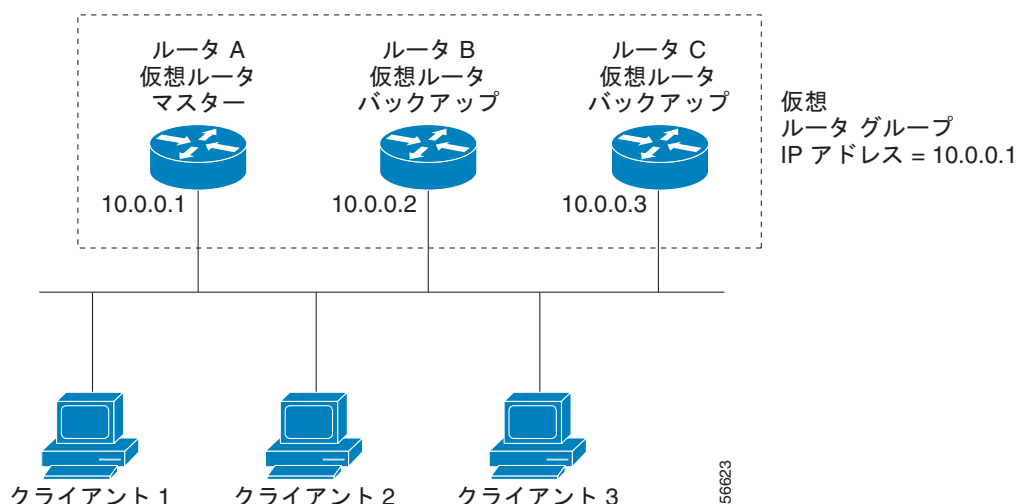 ルータ A
仮想ルータ
マスター
ルータ B
仮想ルータ
バックアップ
ルータ C
仮想ルータ
バックアップ
仮想
ルータ グループ
IP アドレス = 10.0.0.1
10.0.0.1
10.0.0.2
10.0.0.3
クライアント 1
クライアント 2
クライアント 3
56623